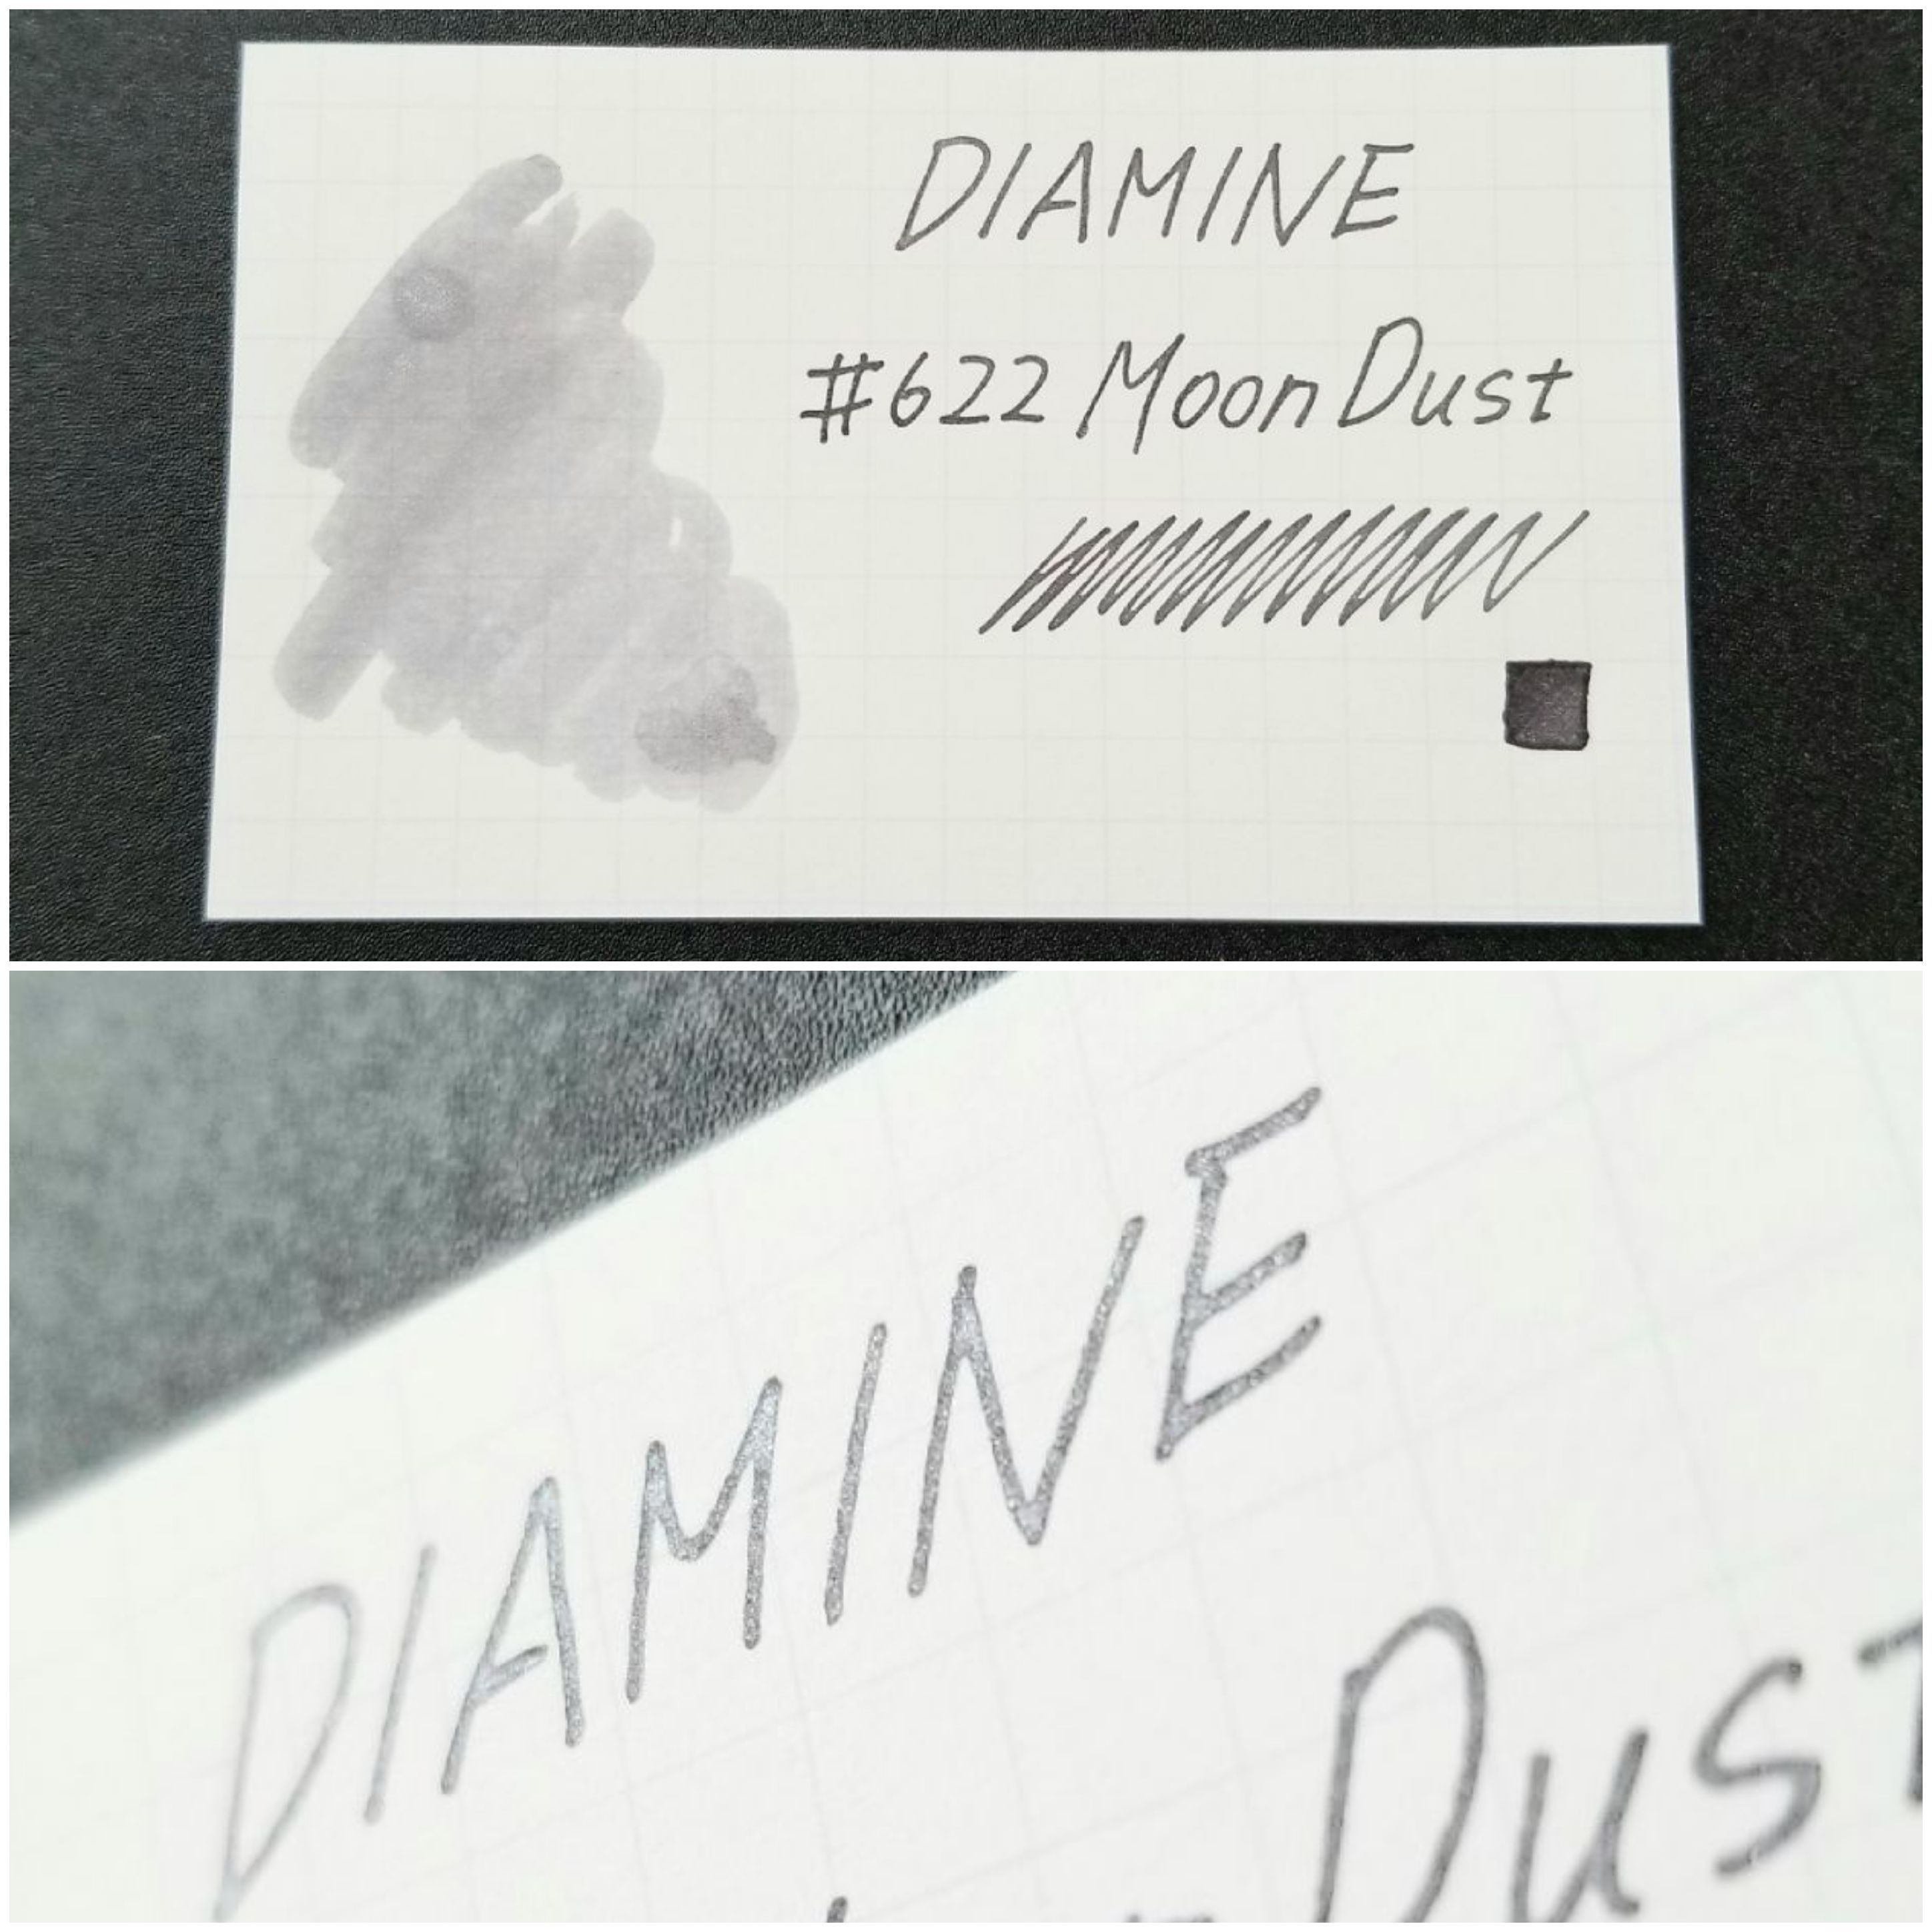 DIAMINE
#622 Moon Dust
DIAMINE
Dust